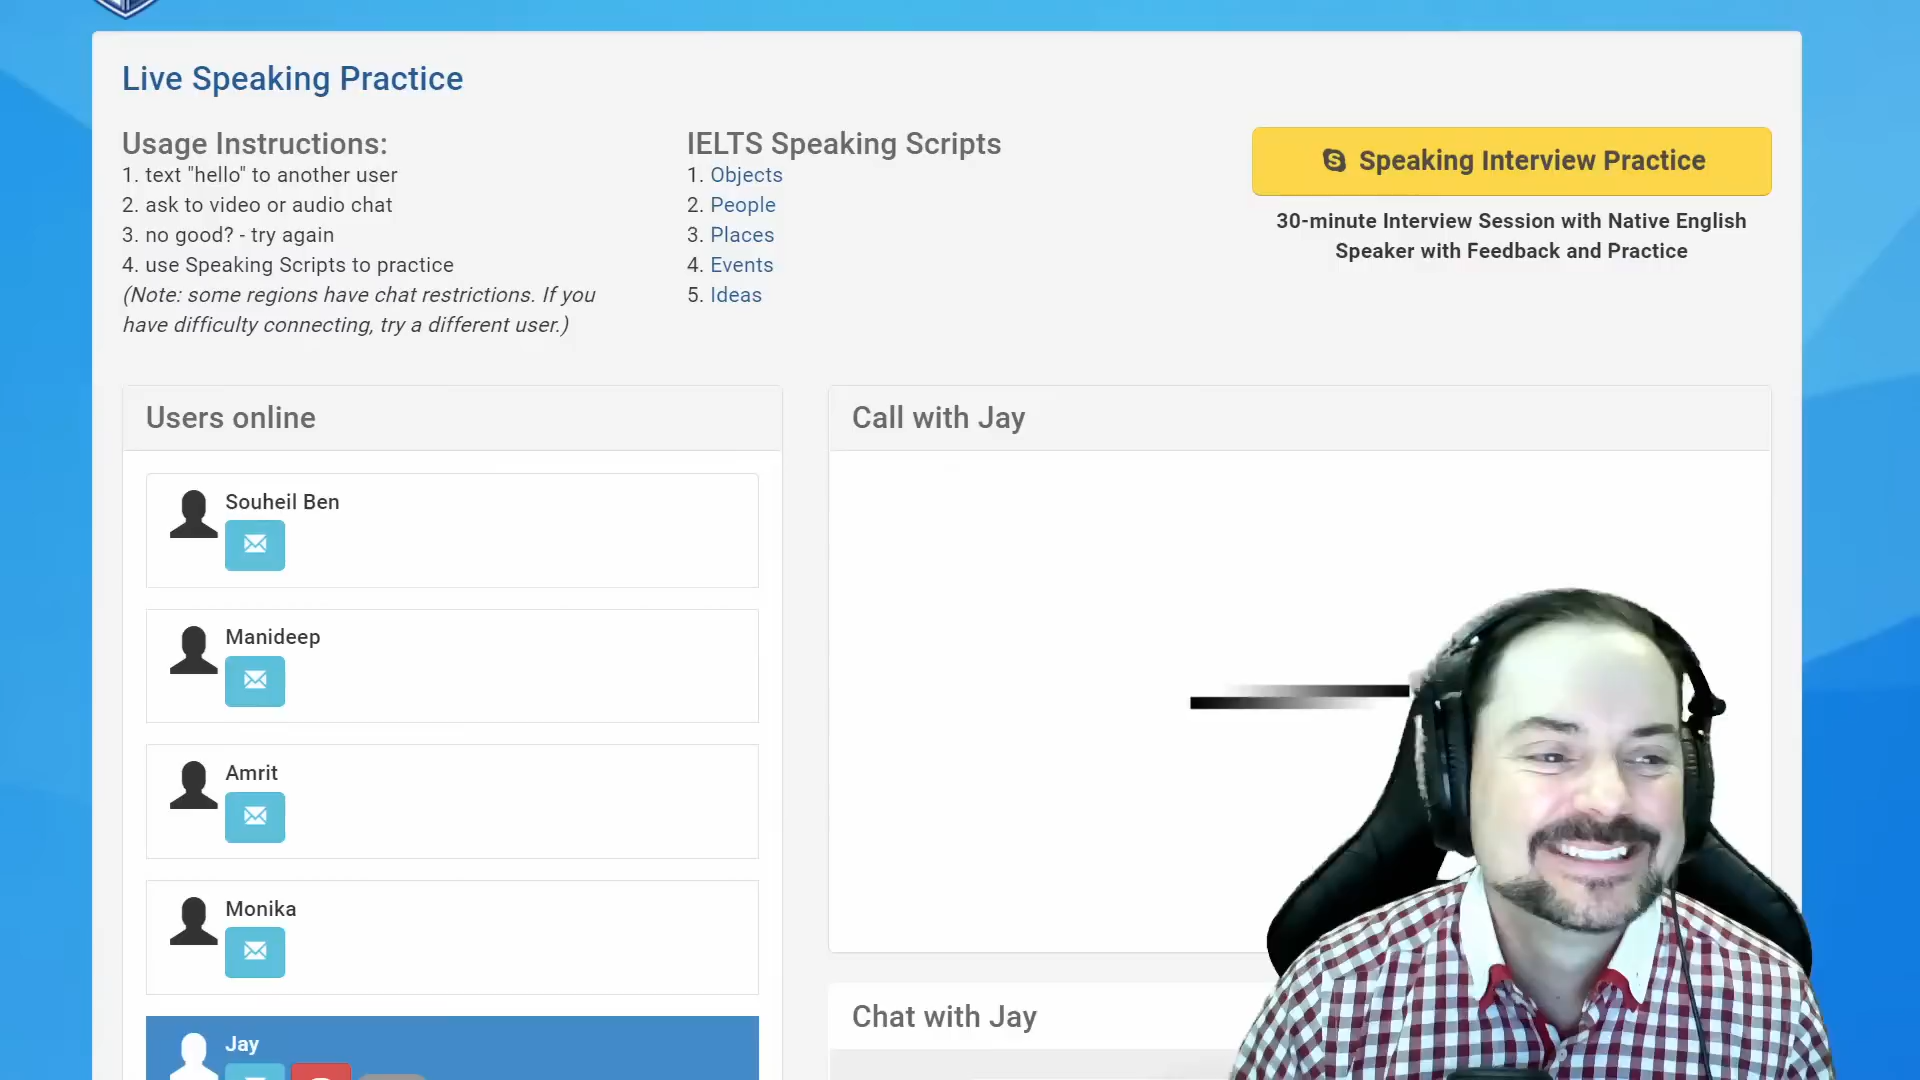 Live Speaking Practice
Usage Instructions:
1. text "hello" to another user
2. ask to video or audio chat
3. no good? - try again
4. use Speaking Scripts to practice
(Note: some regions have chat restrictions. If you
have difficulty connecting, try a different user.)
IELTS Speaking Scripts
1. Objects
2. People
3. Places
4. Events
5. Ideas
Speaking Interview Practice
30-minute Interview Session with Native English
Speaker with Feedback and Practice
Users online
Souheil Ben
Manideep
Amrit
Monika
Jay
Call with Jay
Chat with Jay